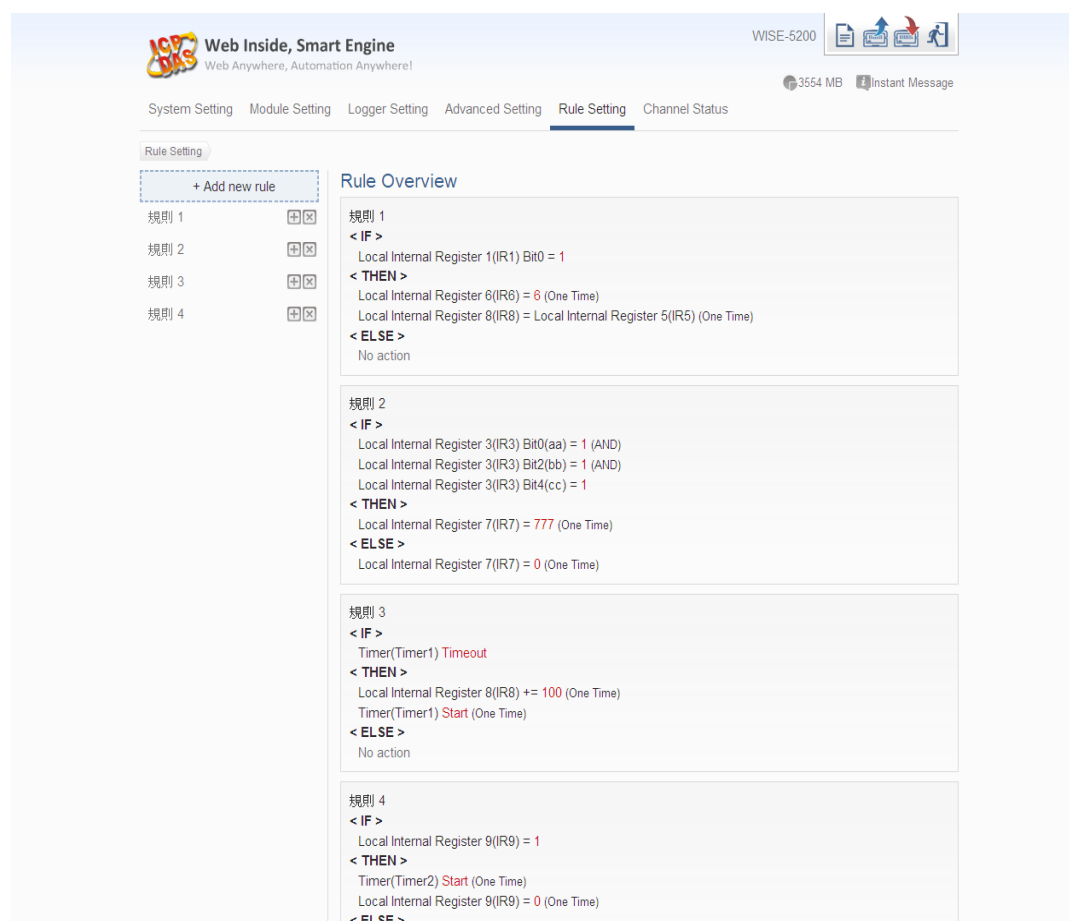 ICP DAS
Web Inside, Smart Engine
Web Anywhere, Automation Anywhere!
WISE-5200
3554 MB Instant Message
System Setting Module Setting Logger Setting Advanced Setting Rule Setting Channel Status
Rule Setting
+ Add new rule
規則 1
規則 2
規則 3
規則 4
Rule Overview
規則 1
< IF >
Local Internal Register 1(IR1) Bit0 = 1
< THEN >
Local Internal Register 6(IR6) = 6 (One Time)
Local Internal Register 8(IR8) = Local Internal Register 5(IR5) (One Time)
< ELSE >
No action
規則 2
< IF >
Local Internal Register 3(IR3) Bit0(aa) = 1 (AND)
Local Internal Register 3(IR3) Bit2(bb) = 1 (AND)
Local Internal Register 3(IR3) Bit4(cc) = 1
< THEN >
Local Internal Register 7(IR7) = 777 (One Time)
< ELSE >
Local Internal Register 7(IR7) = 0 (One Time)
規則 3
< IF >
Timer(Timer1) Timeout
< THEN >
Local Internal Register 8(IR8) += 100 (One Time)
Timer(Timer1) Start (One Time)
< ELSE >
No action
規則 4
< IF >
Local Internal Register 9(IR9) = 1
< THEN >
Timer(Timer2) Start (One Time)
Local Internal Register 9(IR9) = 0 (One Time)
< ELSE >